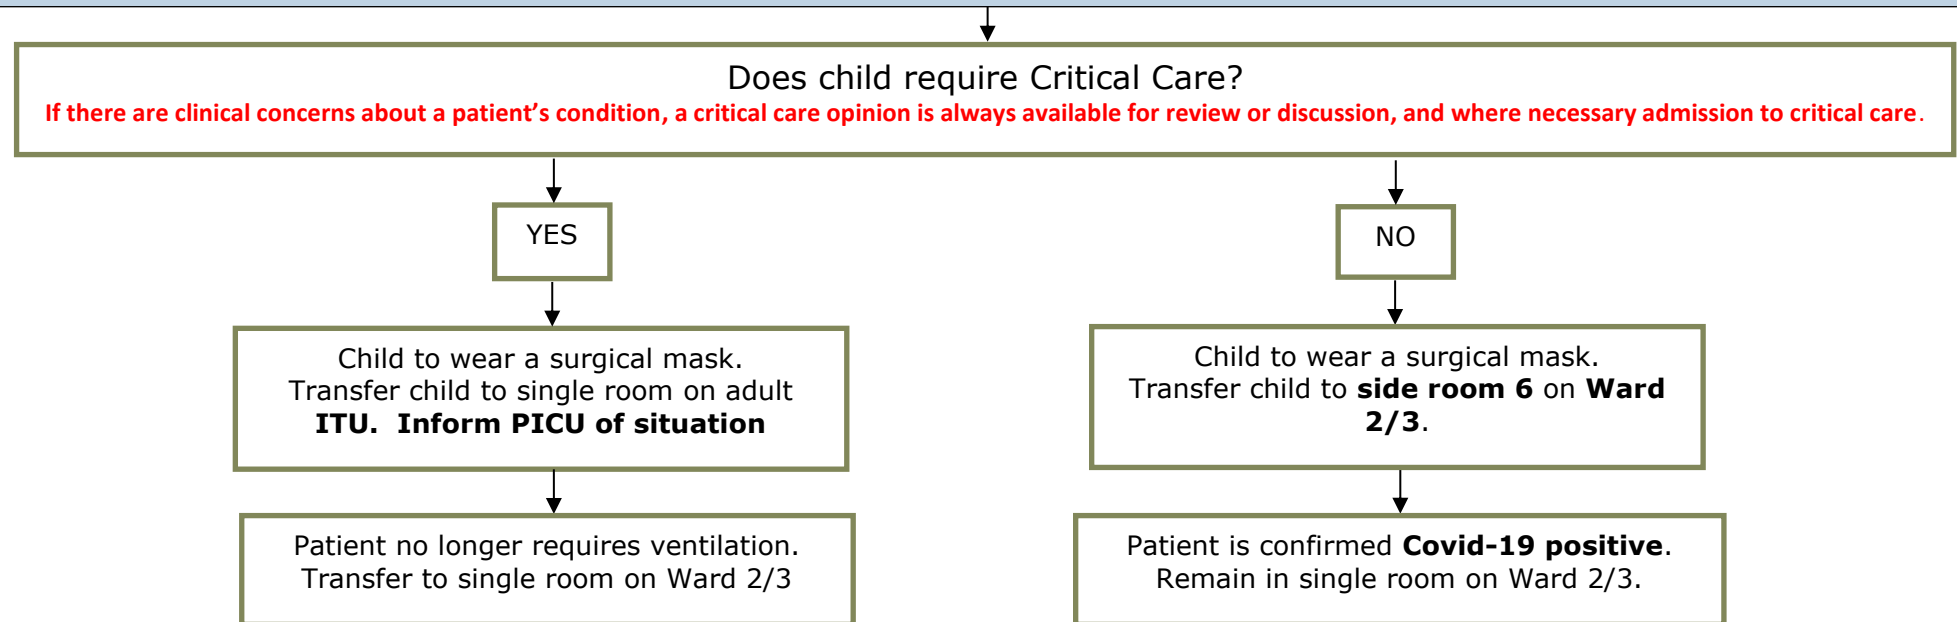 Does child require Critical Care?
If there are clinical concerns about a patient's condition, a critical care opinion is always available for review or discussion, and where necessary admission to critical care.
YES
NO
Child to wear a surgical mask.
Transfer child to single room on adult
ITU.  Inform PICU of situation
Child to wear a surgical mask.
Transfer child to side room 6 on Ward
2/3.
Patient no longer requires ventilation.
Transfer to single room on Ward 2/3
Patient is confirmed Covid-19 positive.
Remain in single room on Ward 2/3.